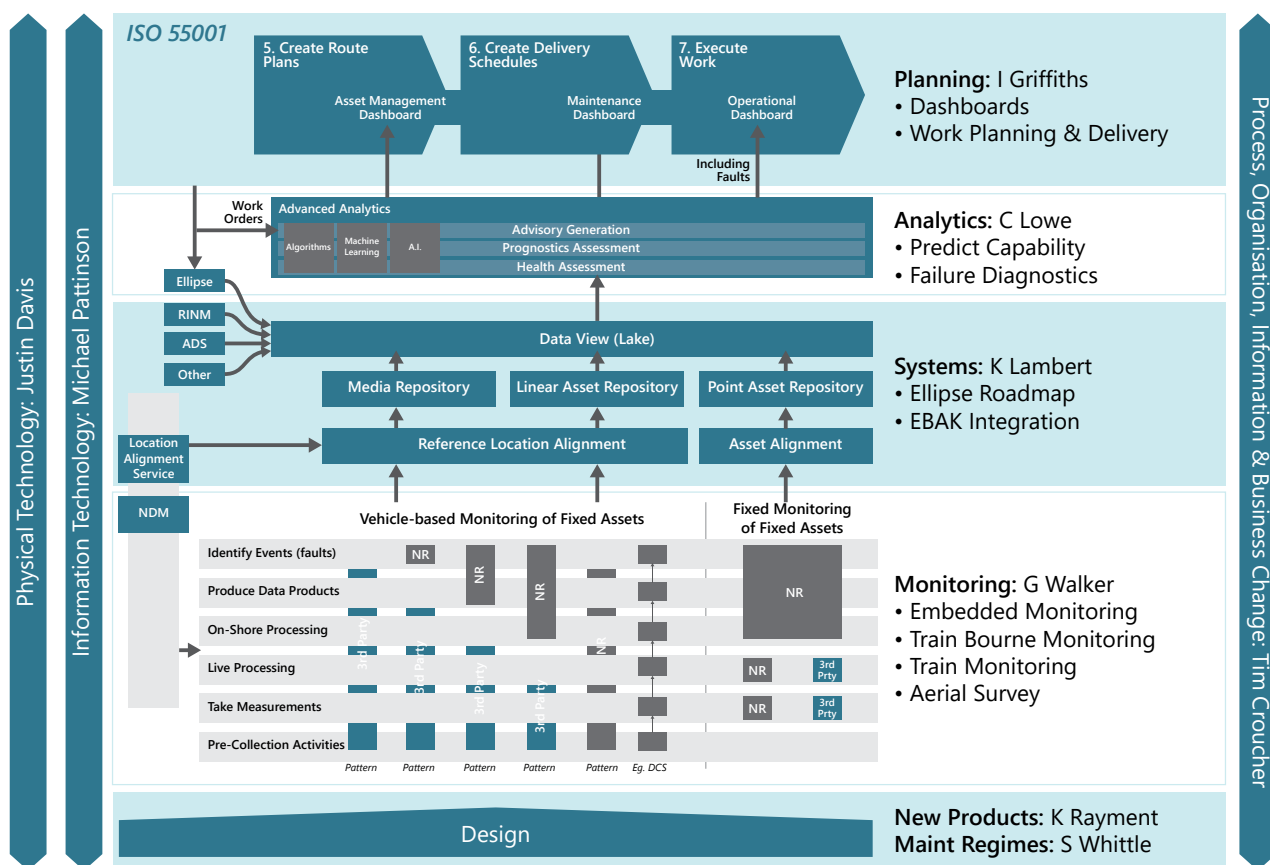 Physical Technology: Justin Davis
Information Technology: Michael Pattinson
ISO 55001
5. Create Route
Plans
Asset Management
Dashboard
6. Create Delivery
Schedules
Maintenance
Dashboard
7. Execute
Work
Operational
Dashboard
Planning: I Griffiths
• Dashboards
• Work Planning & Delivery
Including
Faults
Work
Orders
Advanced Analytics
Algorithms
Machine
Learning
A.I.
Advisory Generation
Prognostics Assessment
Health Assessment
Analytics: C Lowe
• Predict Capability
• Failure Diagnostics
Ellipse
RINM
ADS
Other
Data View (Lake)
Media Repository
Linear Asset Repository
Point Asset Repository
Location
Alignment
Service
Reference Location Alignment
Asset Alignment
Systems: K Lambert
• Ellipse Roadmap
• EBAK Integration
NDM
Vehicle-based Monitoring of Fixed Assets
Fixed Monitoring
of Fixed Assets
Identify Events (faults)
Produce Data Products
On-Shore Processing
Live Processing
Take Measurements
Pre-Collection Activities
3rd Party
NR
3rd Party
NR
3rd Party
NR
3rd Party
NR
NR
NR
3rd
Prty
NR
3rd
Prty
Pattern
Pattern
Pattern
Pattern
Pattern
Eg. DCS
Monitoring: G Walker
• Embedded Monitoring
• Train Bourne Monitoring
• Train Monitoring
• Aerial Survey
Design
New Products: K Rayment
Maint Regimes: S Whittle
Process, Organisation, Information & Business Change: Tim Croucher